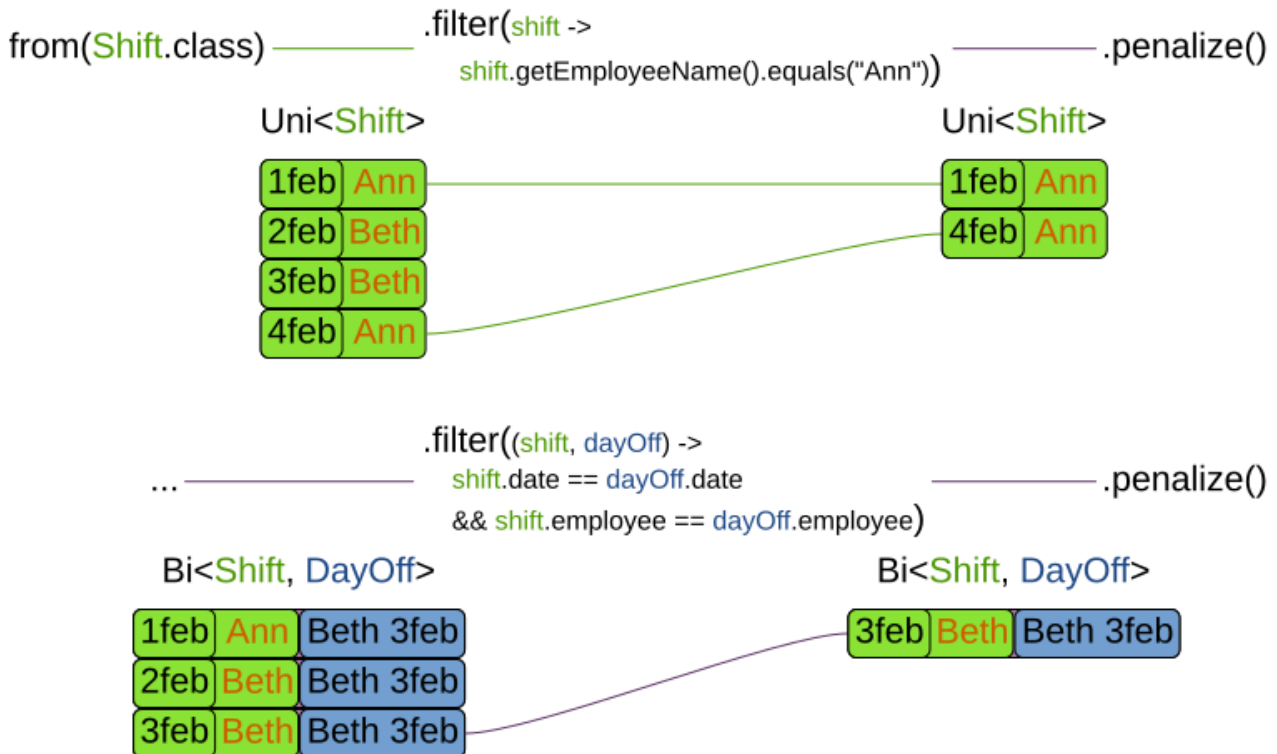 from(Shift.class)
.filter(shift ->
shift.getEmployeeName().equals("Ann"))
.penalize()
Uni<Shift>
Uni<Shift>
1feb Ann
1feb Ann
2feb Beth
4feb Ann
3feb Beth
4feb Ann
...
.filter((shift, dayOff) ->
shift.date == dayOff.date
&& shift.employee == dayOff.employee)
.penalize()
Bi<Shift, DayOff>
Bi<Shift, DayOff>
1feb Ann Beth 3feb
3feb Beth Beth 3feb
2feb Beth Beth 3feb
3feb Beth Beth 3feb